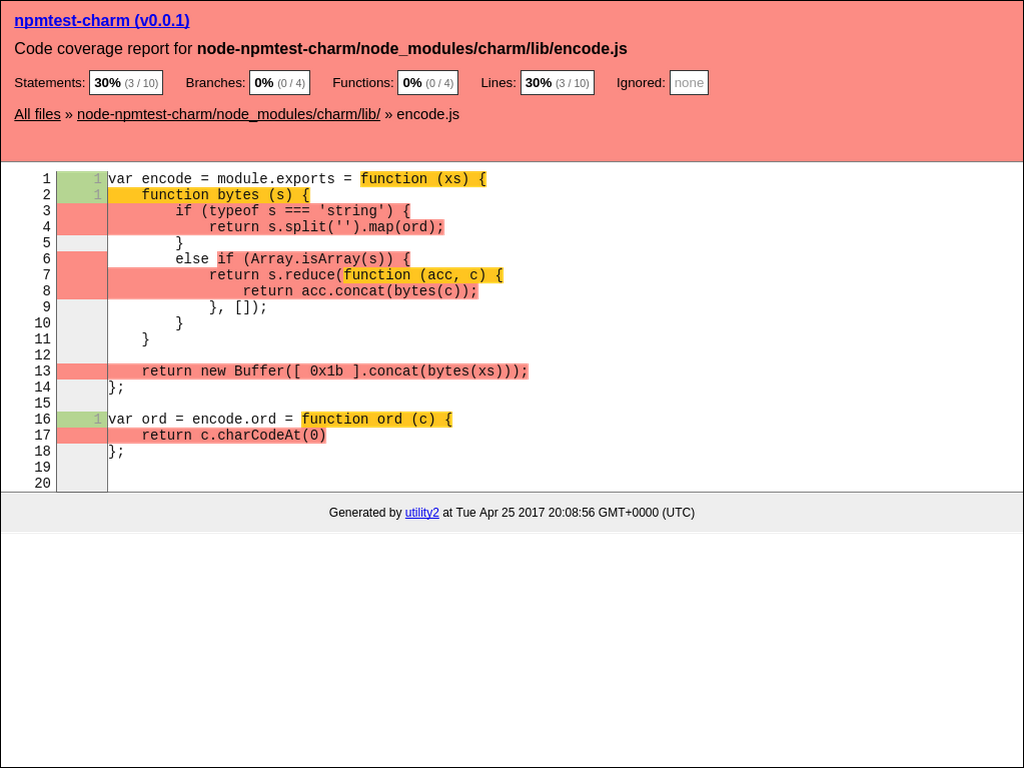 npmtest-charm (v0.0.1)
Code coverage report for node-npmtest-charm/node_modules/charm/lib/encode.js
Statements: 30% (3 / 10) Branches: 0% (0 / 4) Functions: 0% (0 / 4) Lines: 30% (3 / 10) Ignored: none
All files » node-npmtest-charm/node_modules/charm/lib/ » encode.js
1 1 var encode = module.exports = function (xs) {
2 1     function bytes (s) {
3         if (typeof s === 'string') {
4             return s.split('').map(ord);
5         }
6         else if (Array.isArray(s)) {
7             return s.reduce(function (acc, c) {
8                 return acc.concat(bytes(c));
9             }, []);
10         }
11     }
12
13     return new Buffer([ 0x1b ].concat(bytes(xs)));
14 };
15
16 1 var ord = encode.ord = function ord (c) {
17     return c.charCodeAt(0)
18 };
19
20
Generated by utility2 at Tue Apr 25 2017 20:08:56 GMT+0000 (UTC)